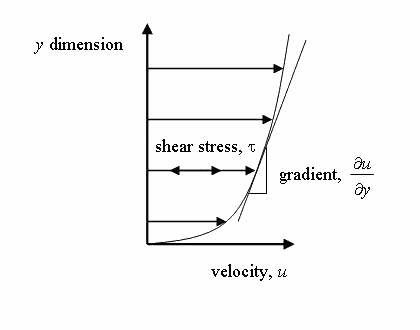 y dimension
shear stress, τ
gradient, ∂u/∂y
velocity, u